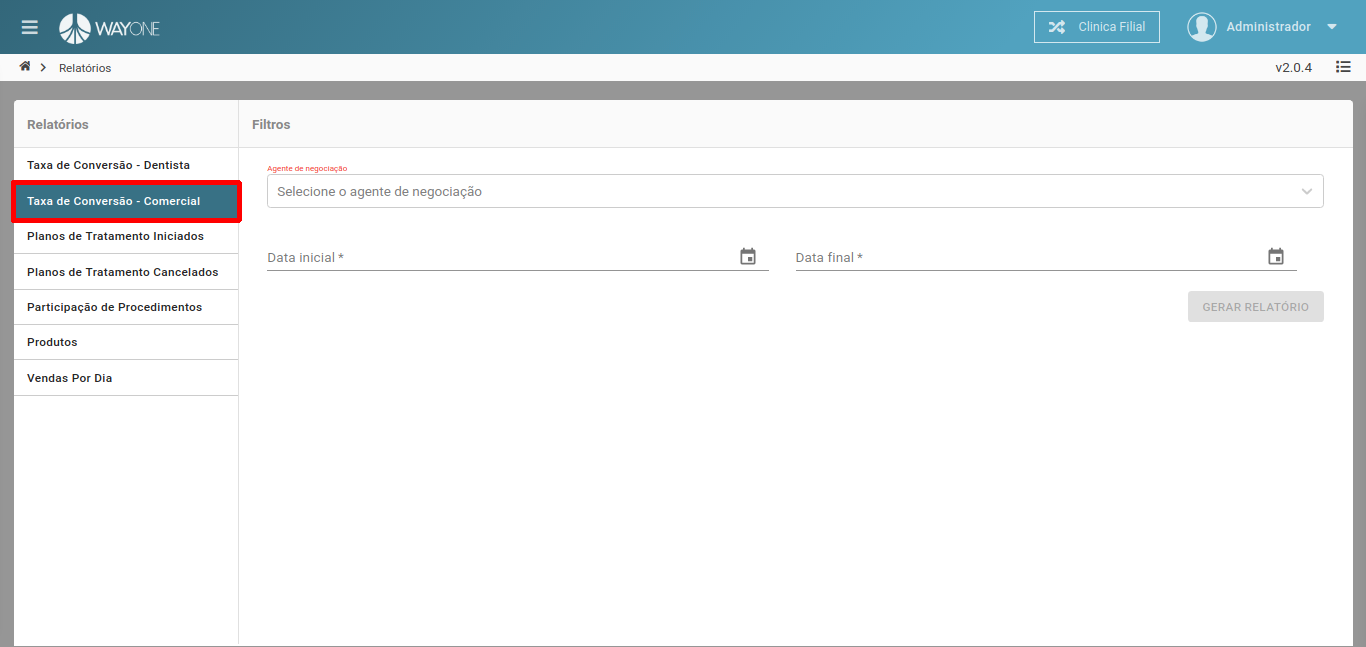 WAYONE
Clinica Filial
Administrador
Relatórios
v2.0.4
Relatórios
Filtros
Taxa de Conversão - Dentista
Taxa de Conversão - Comercial
Planos de Tratamento Iniciados
Planos de Tratamento Cancelados
Participação de Procedimentos
Produtos
Vendas Por Dia
Agente de negociação
Selecione o agente de negociação
Data inicial *
Data final *
GERAR RELATÓRIO